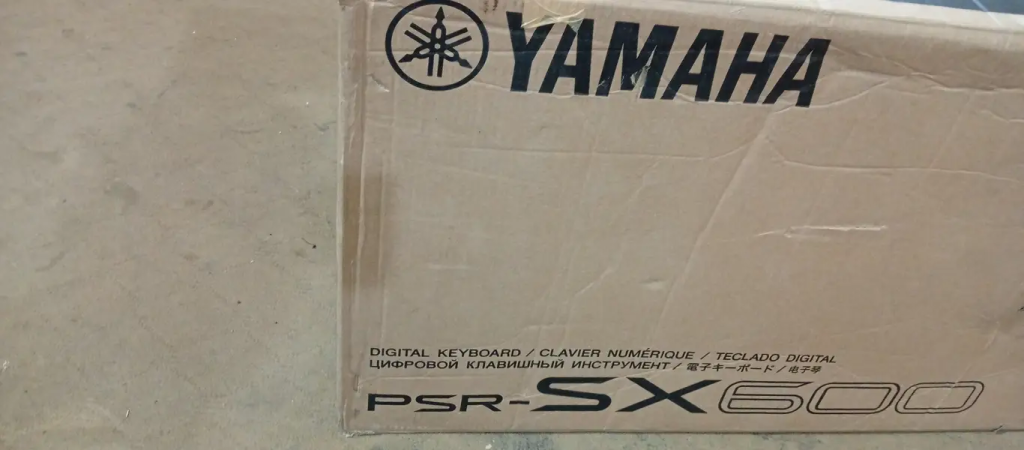 YAMAHA
DIGITAL KEYBOARD / CLAVIER NUMÉRIQUE / TECLADO DIGITAL
ЦИФРОВОЙ КЛАВИШНЫЙ ИНСТРУМЕНТ / 電子キーボード / 电子琴
PSR-SX600